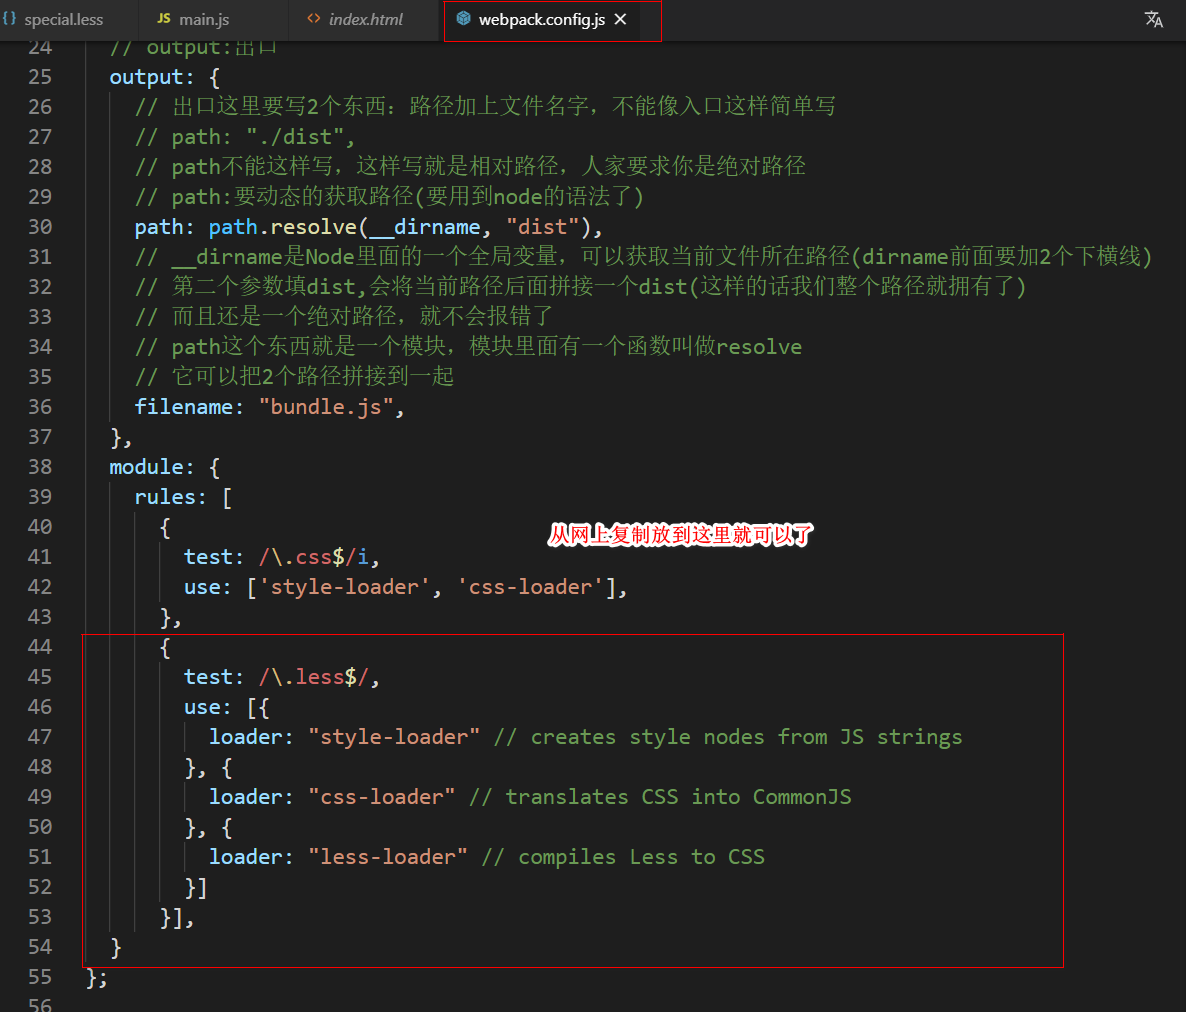 special.less
JS main.js
<> index.html
webpack.config.js ×
24 // output:出口
25 output: {
26 // 出口这里要写2个东西: 路径加上文件名字, 不能像入口这样简单写
27 // path: "./dist",
28 // path不能这样写, 这样写就是相对路径, 人家要求你是绝对路径
29 // path:要动态的获取路径(要用到node的语法了)
30 path: path.resolve(__dirname, "dist"),
31 // __dirname是Node里面的一个全局变量, 可以获取当前文件所在路径(dirname前面要加2个下横线)
32 // 第二个参数填dist,会将当前路径后面拼接一个dist(这样的话我们整个路径就拥有了)
33 // 而且还是一个绝对路径, 就不会报错了
34 // path这个东西就是一个模块, 模块里面有一个函数叫做resolve
35 // 它可以把2个路径拼接到一起
36 filename: "bundle.js",
37 },
38 module: {
39 rules: [
40 {
从网上复制放到这里就可以了
41 test: /\.css$/i,
42 use: ['style-loader', 'css-loader'],
43 },
44 {
45 test: /\.less$/,
46 use: [{
47 loader: "style-loader" // creates style nodes from JS strings
48 }, {
49 loader: "css-loader" // translates CSS into CommonJS
50 }, {
51 loader: "less-loader" // compiles Less to CSS
52 }]
53 }],
54 }
55 };
56